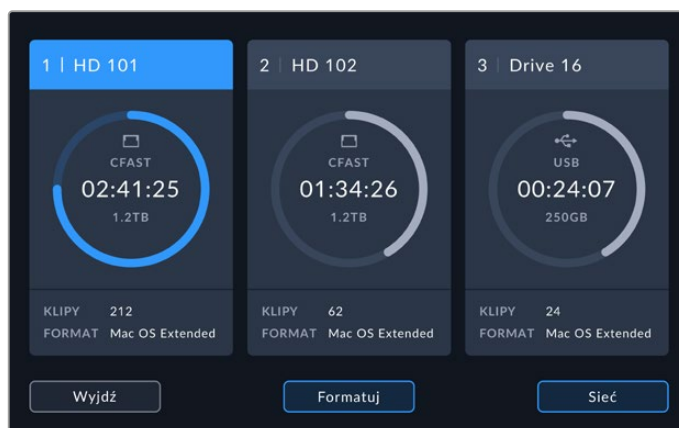 1 | HD 101
CFAST
02:41:25
1.2TB
KLIPY 212
FORMAT Mac OS Extended
2 | HD 102
CFAST
01:34:26
1.2TB
KLIPY 62
FORMAT Mac OS Extended
3 | Drive 16
USB
00:24:07
250GB
KLIPY 24
FORMAT Mac OS Extended
Wyjdź
Formatuj
Sieć